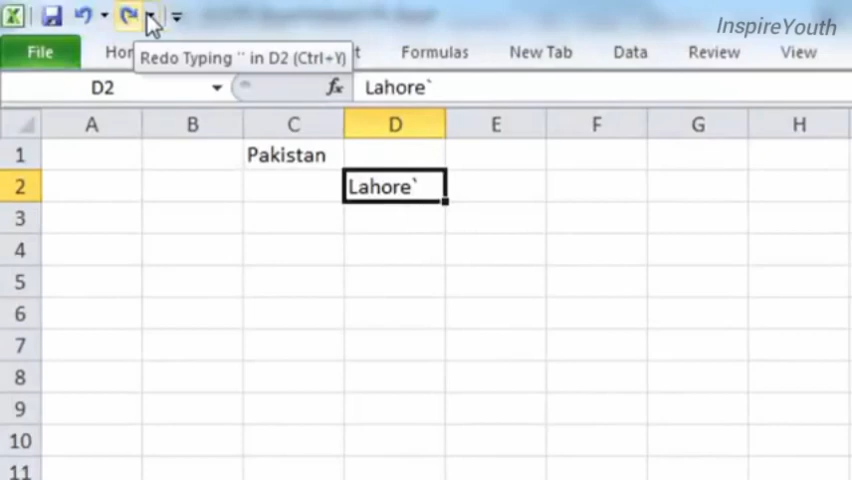 InspireYouth
File Ho t Formulas New Tab Data Review View
Redo Typing '' in D2 (Ctrl+Y)
D2 fx Lahore`
A B C D E F G H
1 Pakistan
2 Lahore`
3
4
5
6
7
8
9
10
11